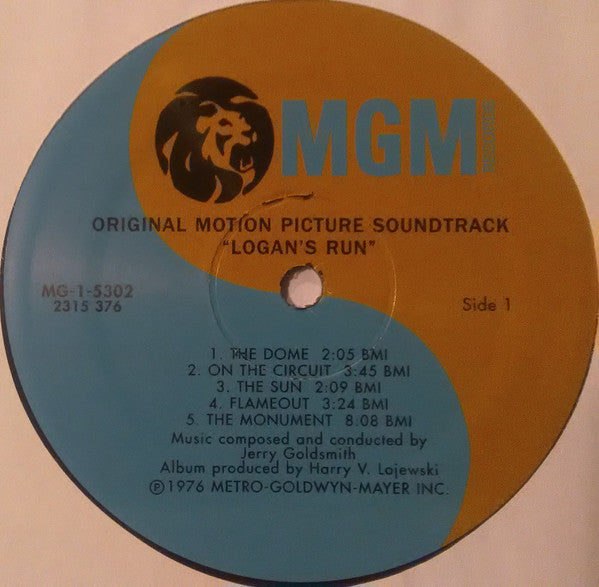 MGM RECORDS
ORIGINAL MOTION PICTURE SOUNDTRACK
"LOGAN'S RUN"
MG-1-5302
2315 376
Side 1
1. THE DOME 2:05 BMI
2. ON THE CIRCUIT 3:45 BMI
3. THE SUN 2:09 BMI
4. FLAMEOUT 3:24 BMI
5. THE MONUMENT 8:08 BMI
Music composed and conducted by
Jerry Goldsmith
Album produced by Harry V. Lojewski
Ⓟ1976 METRO-GOLDWYN-MAYER INC.